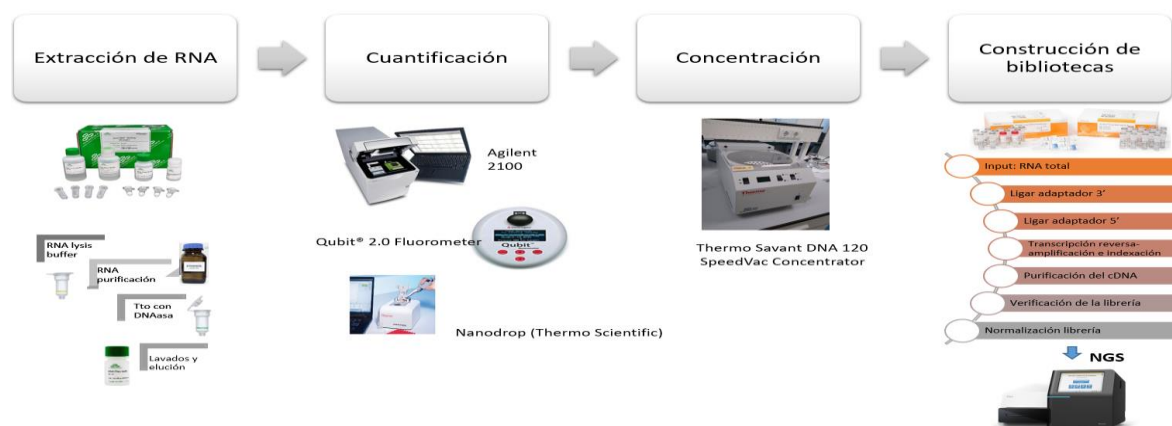 Extracción de RNA
Cuantificación
Concentración
Construcción de
bibliotecas
Agilent
2100
Qubit® 2.0 Fluorometer
Qubit
Nanodrop (Thermo Scientific)
Thermo Savant DNA 120
SpeedVac Concentrator
RNA lysis
buffer
RNA
purificación
Tto con
DNAasa
Lavados y
elución
Input: RNA total
Ligar adaptador 3'
Ligar adaptador 5'
Transcripción reversa-
amplificación e indexación
Purificación del cDNA
Verificación de la librería
Normalización librería
NGS